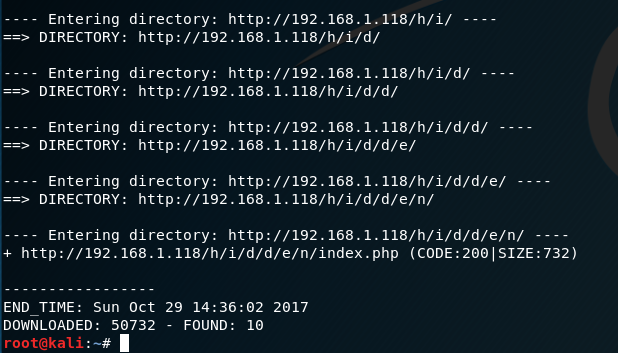 ---- Entering directory: http://192.168.1.118/h/i/ ----
==> DIRECTORY: http://192.168.1.118/h/i/d/
---- Entering directory: http://192.168.1.118/h/i/d/ ----
==> DIRECTORY: http://192.168.1.118/h/i/d/d/
---- Entering directory: http://192.168.1.118/h/i/d/d/ ----
==> DIRECTORY: http://192.168.1.118/h/i/d/d/e/
---- Entering directory: http://192.168.1.118/h/i/d/d/e/ ----
==> DIRECTORY: http://192.168.1.118/h/i/d/d/e/n/
---- Entering directory: http://192.168.1.118/h/i/d/d/e/n/ ----
+ http://192.168.1.118/h/i/d/d/e/n/index.php (CODE:200|SIZE:732)
-----------------
END_TIME: Sun Oct 29 14:36:02 2017
DOWNLOADED: 50732 - FOUND: 10
root@kali:~#